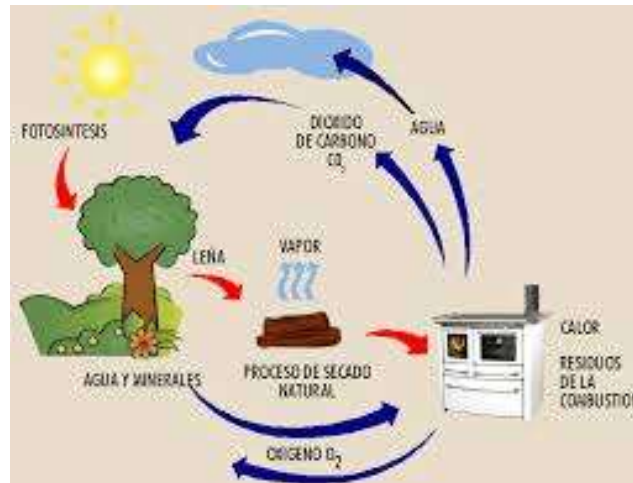 FOTOSINTESIS
DIOXIDO
DE CARBONO
CO2
AGUA
LEÑA
VAPOR
CALOR
RESIDUOS
DE LA
COMBUSTION
AGUA Y MINERALES
PROCESO DE SECADO
NATURAL
OXIGENO O2